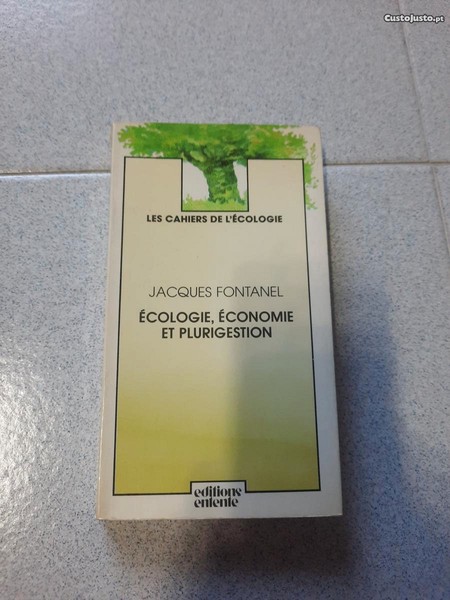 CustoJusto.pt
LES CAHIERS DE L'ÉCOLOGIE
JACQUES FONTANEL
ÉCOLOGIE, ÉCONOMIE
ET PLURIGESTION
editions
entente